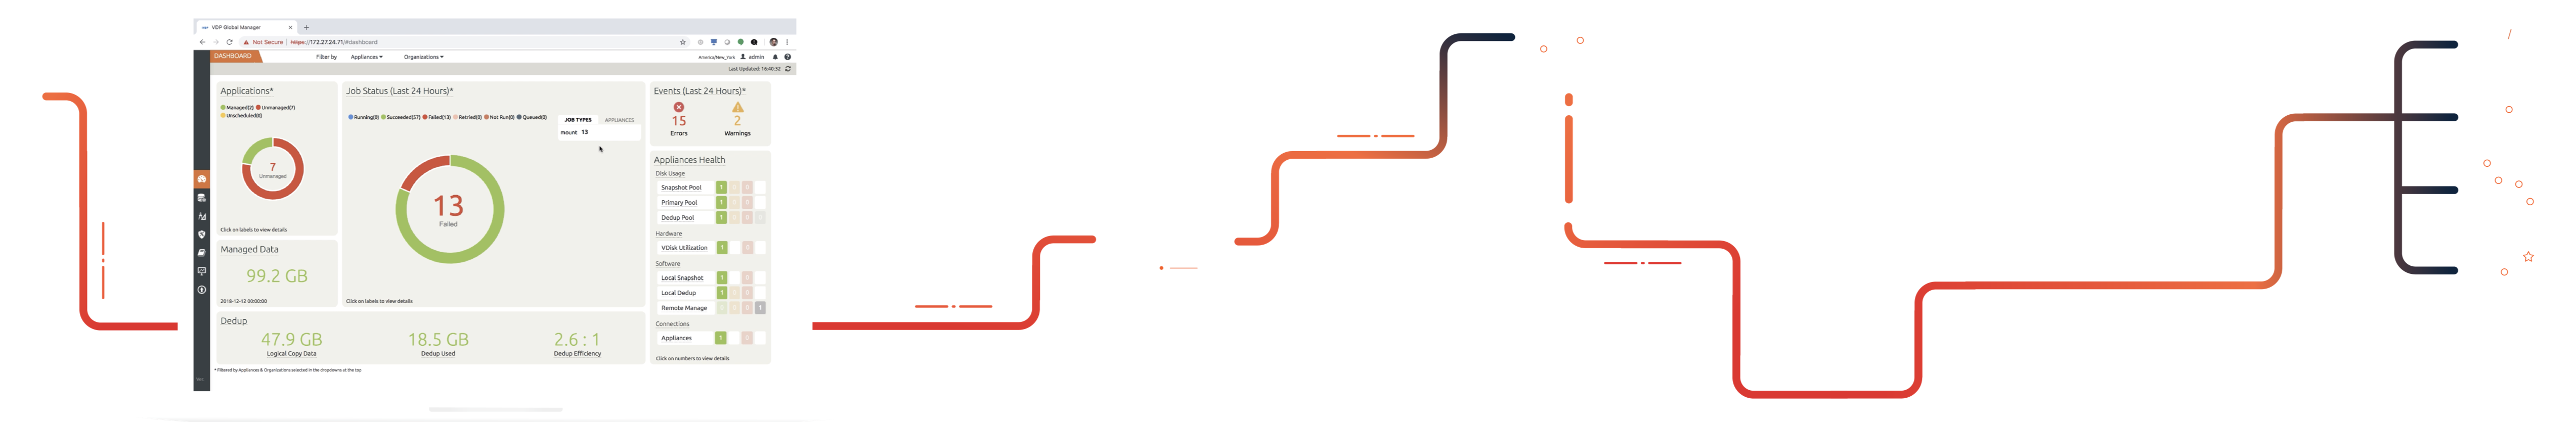 VDP Global Manager
Not Secure https://172.27.24.71/#dashboard
DASHBOARD Filter by Appliances Organizations America/New_York admin
Last Updated: 16:40:52
Applications*
Managed(2) Unmanaged(7)
Unscheduled(0)
7
Unmanaged
Click on labels to view details
Managed Data
99.2 GB
2018-12-12 00:00:00
Job Status (Last 24 Hours)*
Running(0) Succeeded(57) Failed(13) Retried(0) Not Run(0) Queued(0)
JOB TYPES APPLIANCES
mount 13
13
Failed
Click on labels to view details
Events (Last 24 Hours)*
15 2
Errors Warnings
Appliances Health
Disk Usage
Snapshot Pool 1
Primary Pool 1
Dedup Pool 1
Hardware
VDisk Utilization 1
Software
Local Snapshot 1
Local Dedup 1
Remote Manage 1
Connections
Appliances 1
Click on numbers to view details
Dedup
47.9 GB 18.5 GB 2.6 : 1
Logical Copy Data Dedup Used Dedup Efficiency
* Filtered by Appliances & Organizations selected in the dropdowns at the top